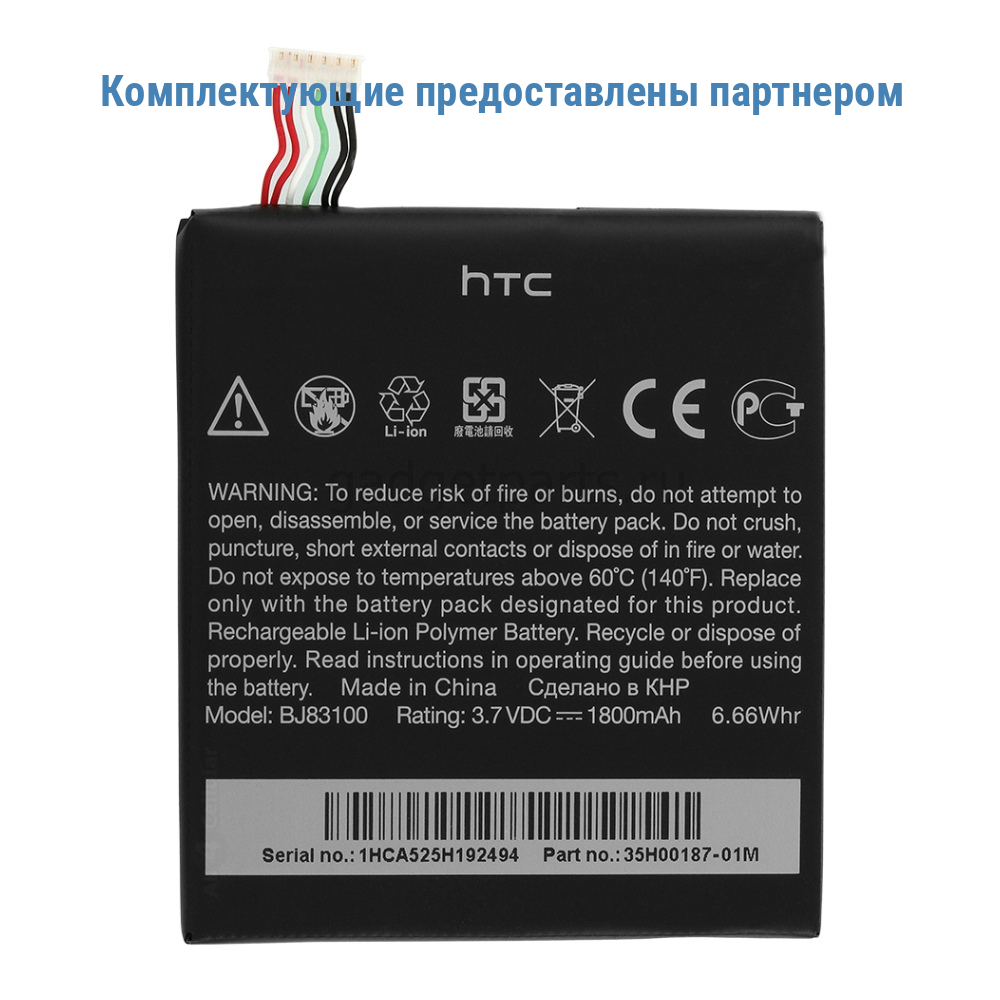 Комплектующие предоставлены партнером
hTC
Li-ion
廢電池請回收
CE
РСТ
gadgetparts.ru
WARNING: To reduce risk of fire or burns, do not attempt to
open, disassemble, or service the battery pack. Do not crush,
puncture, short external contacts or dispose of in fire or water.
Do not expose to temperatures above 60°C (140°F). Replace
only with the battery pack designated for this product.
Rechargeable Li-ion Polymer Battery. Recycle or dispose of
properly. Read instructions in operating guide before using
the battery. Made in China Сделано в КНР
Model: BJ83100 Rating: 3.7 VDC⎓1800mAh 6.66Whr
Serial no.: 1HCA525H192494 Part no.: 35H00187-01M